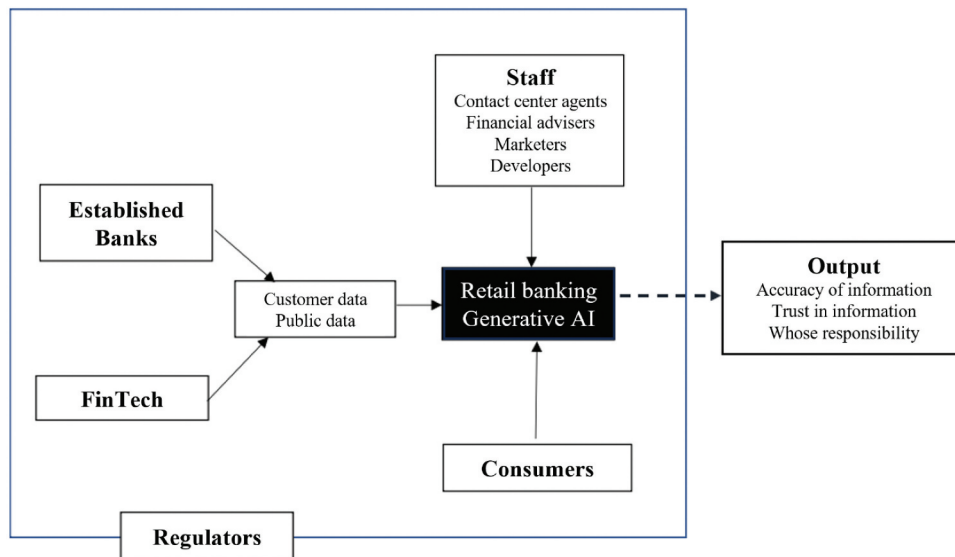 Staff
Contact center agents
Financial advisers
Marketers
Developers
Established
Banks
Customer data
Public data
Retail banking
Generative AI
Output
Accuracy of information
Trust in information
Whose responsibility
FinTech
Consumers
Regulators